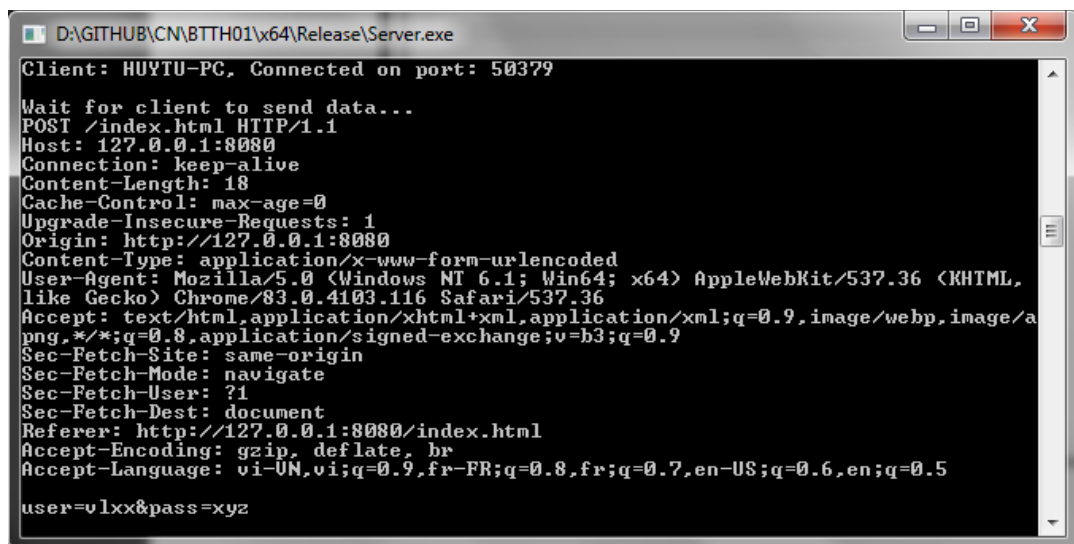 D:\GITHUB\CN\BTTH01\x64\Release\Server.exe
Client: HUYTU-PC, Connected on port: 50379
Wait for client to send data...
POST /index.html HTTP/1.1
Host: 127.0.0.1:8080
Connection: keep-alive
Content-Length: 18
Cache-Control: max-age=0
Upgrade-Insecure-Requests: 1
Origin: http://127.0.0.1:8080
Content-Type: application/x-www-form-urlencoded
User-Agent: Mozilla/5.0 (Windows NT 6.1; Win64; x64) AppleWebKit/537.36 (KHTML,
like Gecko) Chrome/83.0.4103.116 Safari/537.36
Accept: text/html,application/xhtml+xml,application/xml;q=0.9,image/webp,image/a
png,*/*;q=0.8,application/signed-exchange;v=b3;q=0.9
Sec-Fetch-Site: same-origin
Sec-Fetch-Mode: navigate
Sec-Fetch-User: ?1
Sec-Fetch-Dest: document
Referer: http://127.0.0.1:8080/index.html
Accept-Encoding: gzip, deflate, br
Accept-Language: vi-VN,vi;q=0.9,fr-FR;q=0.8,fr;q=0.7,en-US;q=0.6,en;q=0.5
user=vlxx&pass=xyz